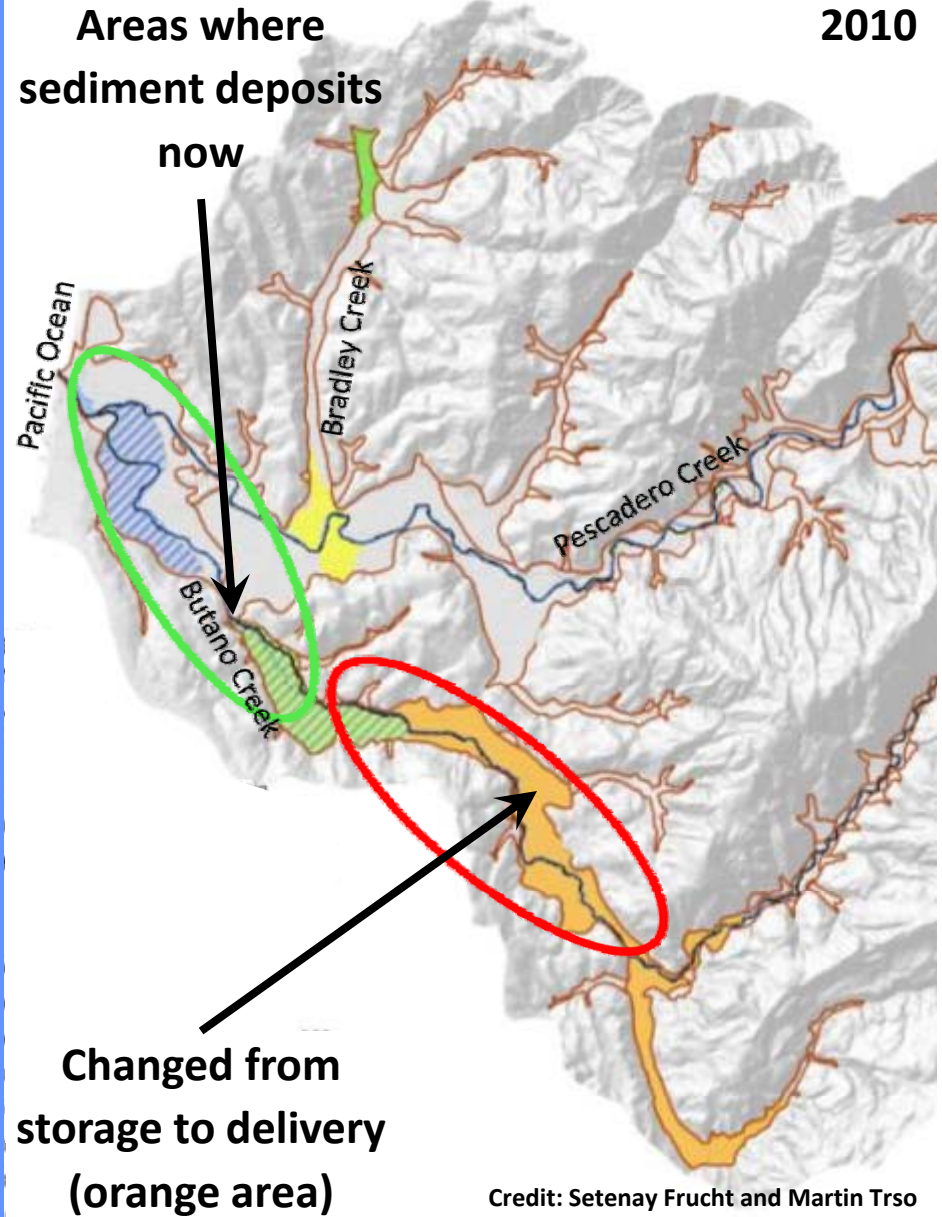 Areas where
sediment deposits
now
2010
Pacific Ocean
Bradley Creek
Pescadero Creek
Butano Creek
Changed from
storage to delivery
(orange area)
Credit: Setenay Frucht and Martin Trso